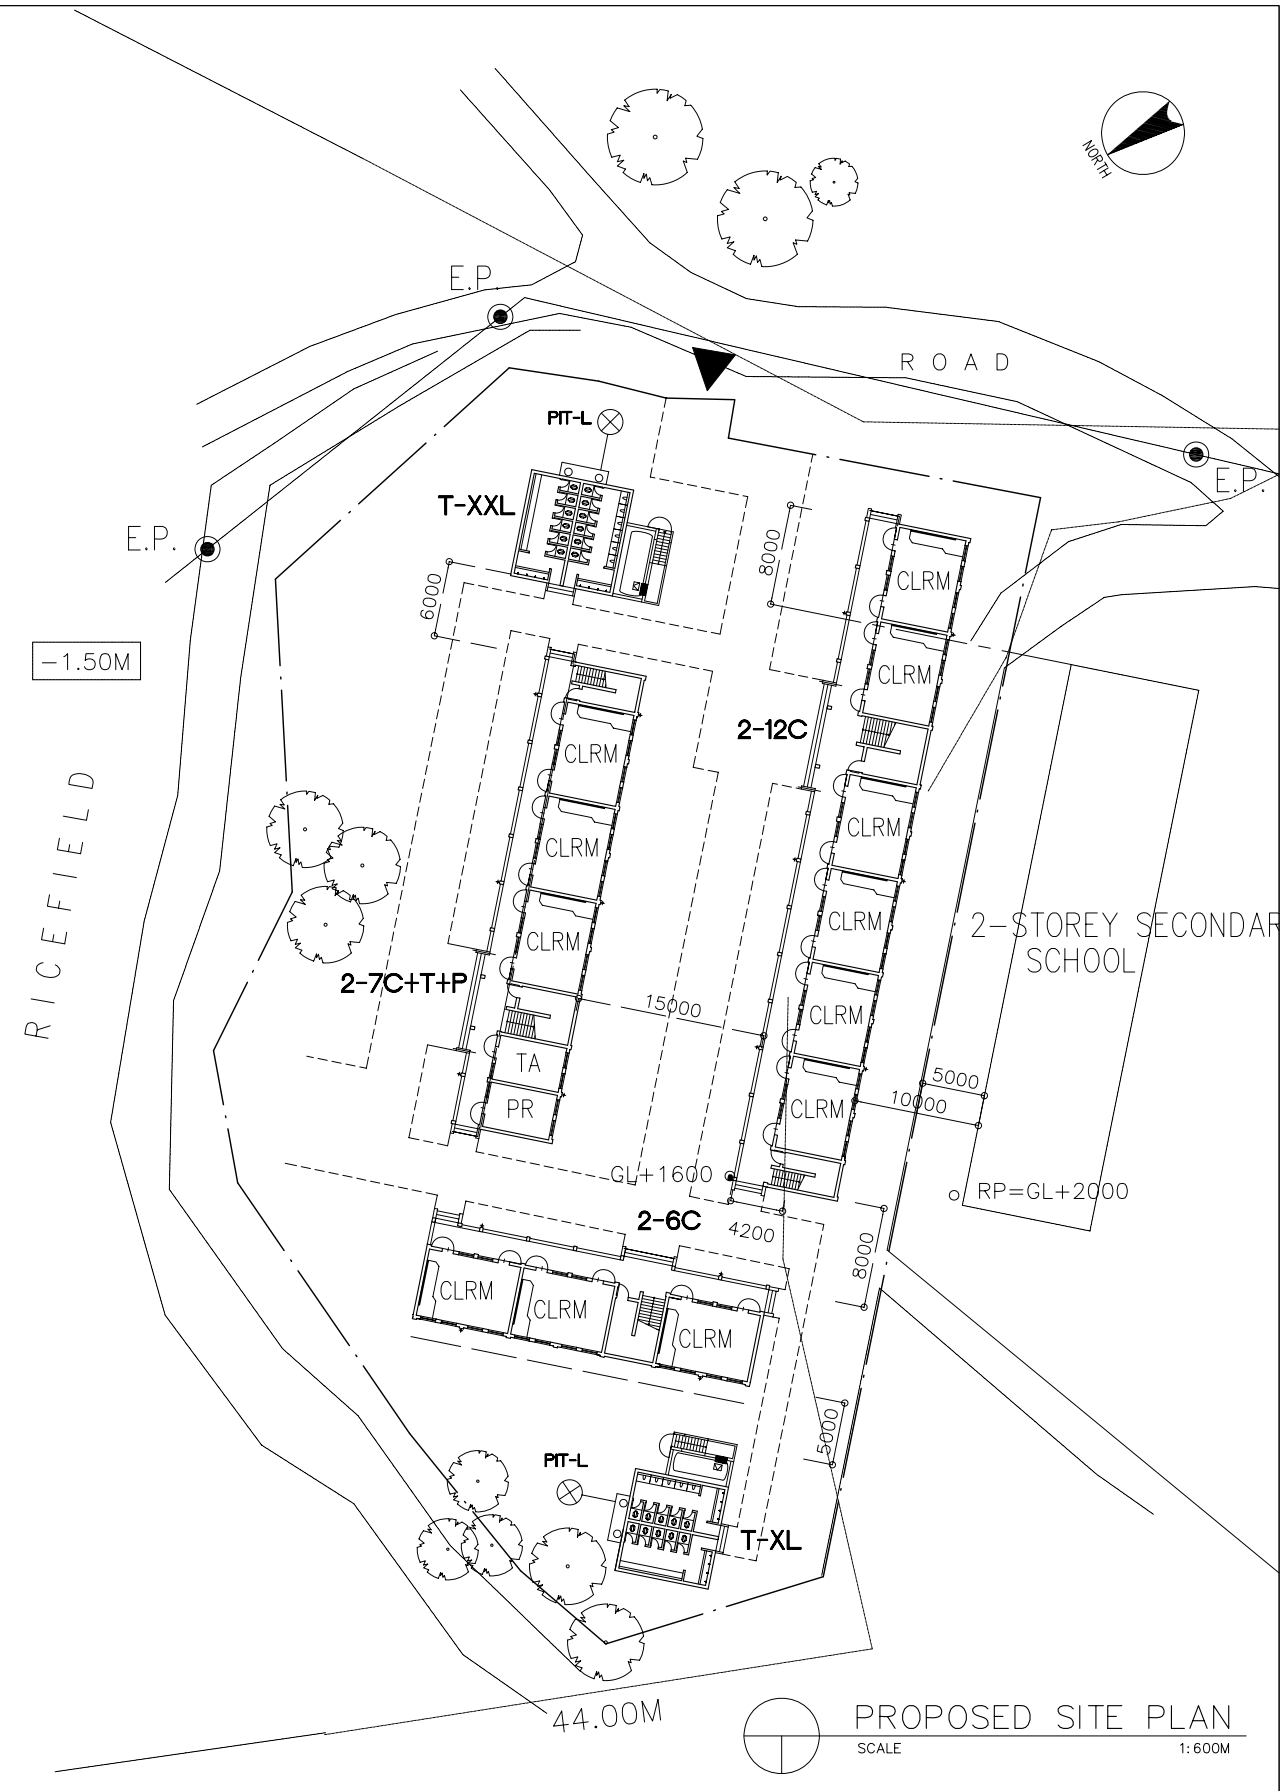 NORTH
E.P.
ROAD
PIT-L
E.P.
T-XXL
E.P.
8000
CLRM
6000
-1.50M
CLRM
2-12C
CLRM
RICEFIELD
CLRM
CLRM
CLRM
CLRM
2-STOREY SECONDAR
SCHOOL
2-7C+T+P
15000
CLRM
TA
5000
10000
PR
CLRM
GL+1600
RP=GL+2000
2-6C
4200
8000
CLRM
CLRM
CLRM
5000
PIT-L
T-XL
44.00M
PROPOSED SITE PLAN
SCALE 1:600M